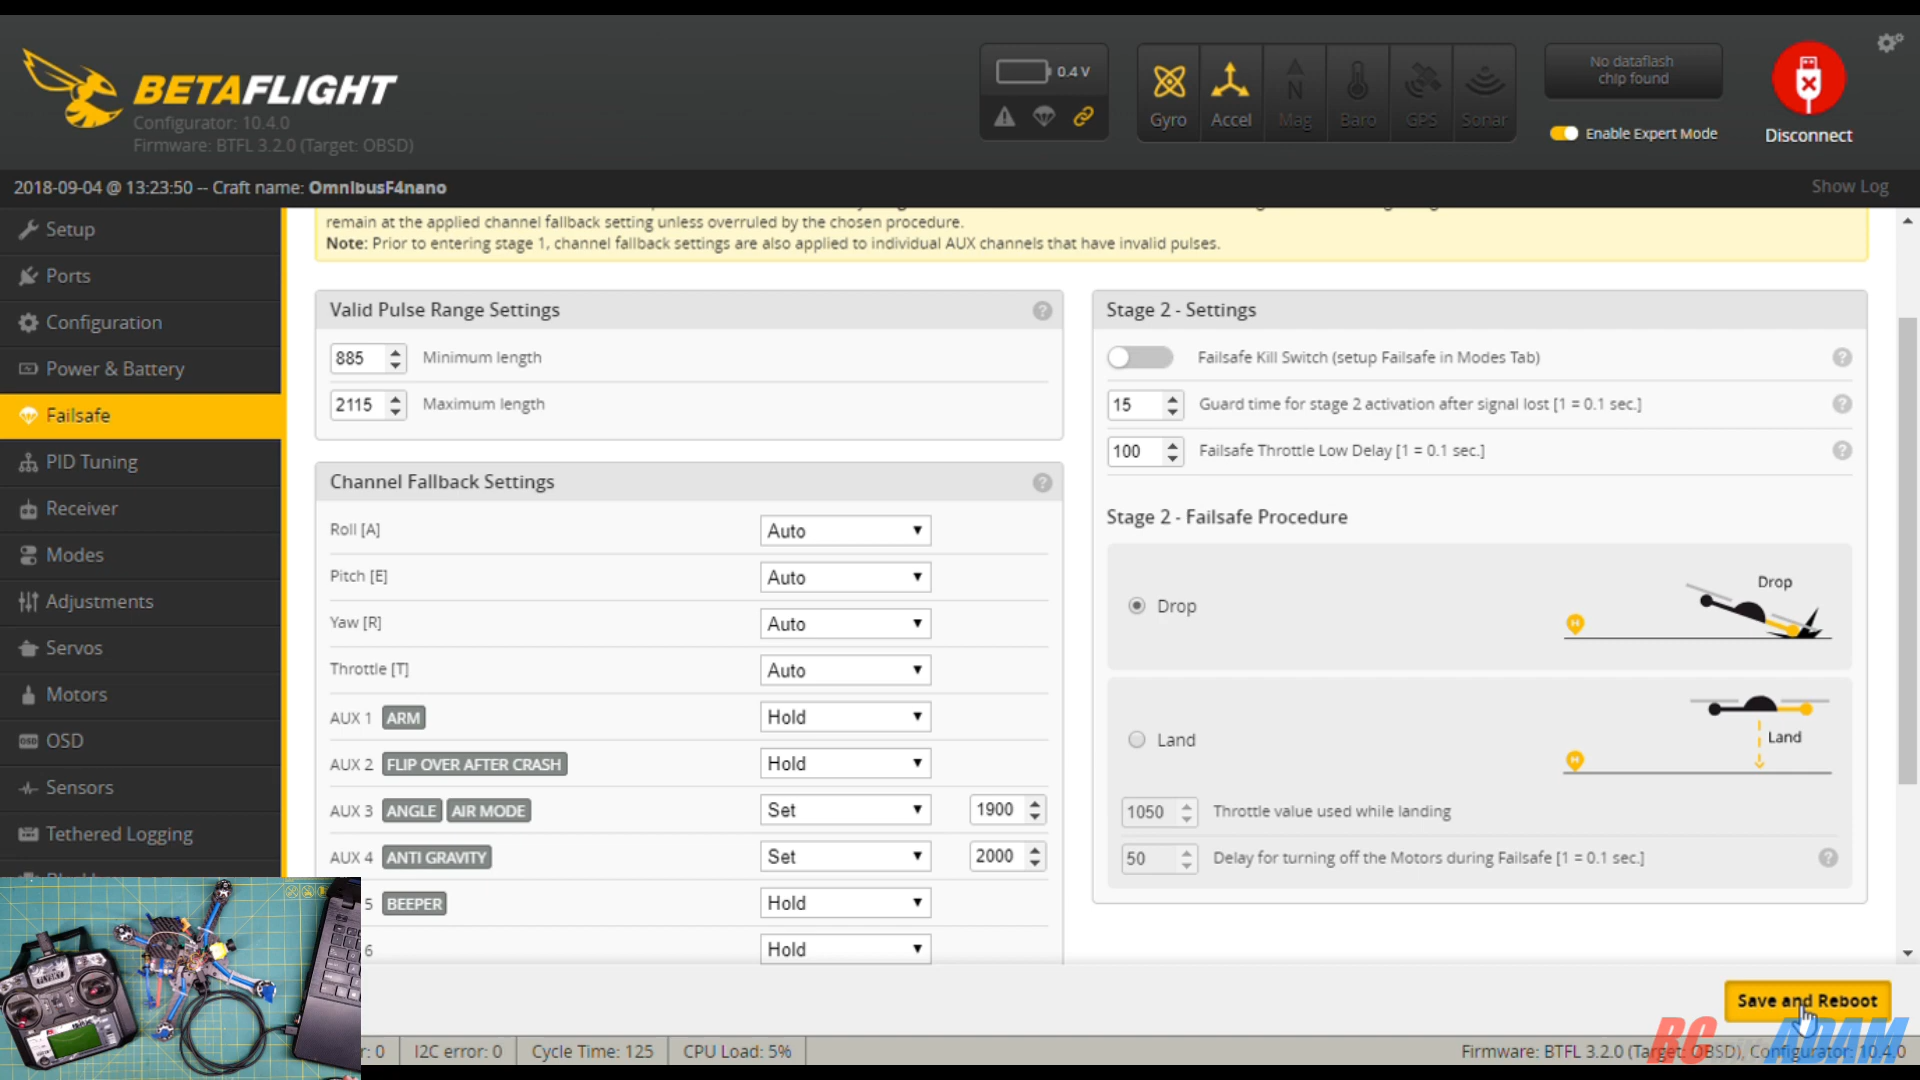 BETAFLIGHT
Configurator: 10.4.0
Firmware: BTFL 3.2.0 (Target: OBSD)
0.4 V
Gyro
Accel
Mag
Baro
GPS
Sonar
No dataflash
chip found
Enable Expert Mode
Disconnect
2018-09-04 @ 13:23:50 -- Craft name: OmnibusF4nano
Show Log
Setup
Ports
Configuration
Power & Battery
Failsafe
PID Tuning
Receiver
Modes
Adjustments
Servos
Motors
OSD
Sensors
Tethered Logging
remain at the applied channel fallback setting unless overruled by the chosen procedure.
Note: Prior to entering stage 1, channel fallback settings are also applied to individual AUX channels that have invalid pulses.
Valid Pulse Range Settings
885 Minimum length
2115 Maximum length
Channel Fallback Settings
Roll [A] Auto
Pitch [E] Auto
Yaw [R] Auto
Throttle [T] Auto
AUX 1 ARM Hold
AUX 2 FLIP OVER AFTER CRASH Hold
AUX 3 ANGLE AIR MODE Set 1900
AUX 4 ANTI GRAVITY Set 2000
5 BEEPER Hold
6 Hold
Stage 2 - Settings
Failsafe Kill Switch (setup Failsafe in Modes Tab)
15 Guard time for stage 2 activation after signal lost [1 = 0.1 sec.]
100 Failsafe Throttle Low Delay [1 = 0.1 sec.]
Stage 2 - Failsafe Procedure
Drop
Drop
Land
Land
1050 Throttle value used while landing
50 Delay for turning off the Motors during Failsafe [1 = 0.1 sec.]
Save and Reboot
r: 0
I2C error: 0
Cycle Time: 125
CPU Load: 5%
Firmware: BTFL 3.2.0 (Target: OBSD), Configurator: 10.4.0
RC ADAM